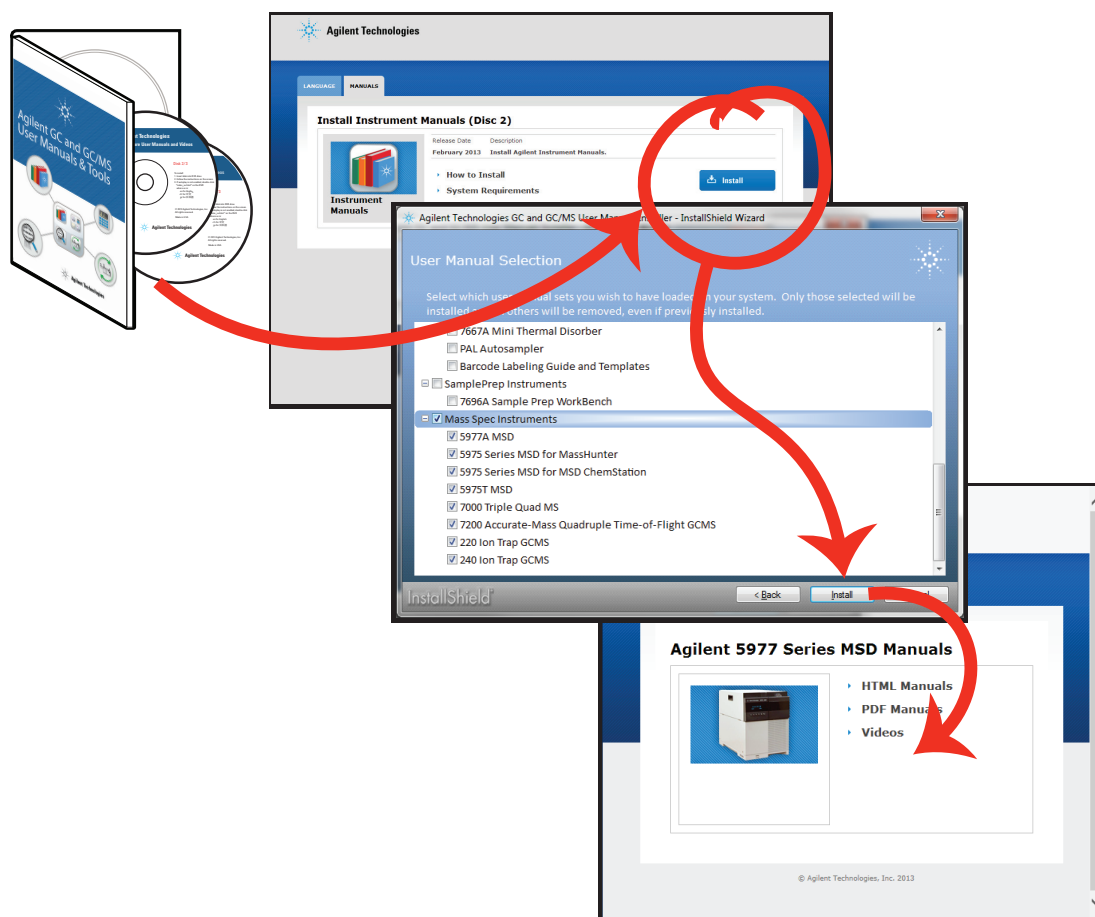 Agilent GC and GC/MS
User Manuals & Tools
Agilent Technologies
Agilent Technologies
Agilent Technologies
Agilent Technologies
LANGUAGE MANUALS
Install Instrument Manuals (Disc 2)
Release Date Description
February 2013 Install Agilent Instrument Manuals.
How to Install
System Requirements
Install
Instrument
Manuals
Agilent Technologies GC and GC/MS User - InstallShield Wizard
User Manual Selection
Select which user manual sets you wish to have loaded on your system. Only those selected will be
installed others will be removed, even if previously installed.
7667A Mini Thermal Disorber
PAL Autosampler
Barcode Labeling Guide and Templates
SamplePrep Instruments
7696A Sample Prep WorkBench
Mass Spec Instruments
5977A MSD
5975 Series MSD for MassHunter
5975 Series MSD for MSD ChemStation
5975T MSD
7000 Triple Quad MS
7200 Accurate-Mass Quadruple Time-of-Flight GCMS
220 Ion Trap GCMS
240 Ion Trap GCMS
InstallShield
< Back Install
Agilent 5977 Series MSD Manuals
HTML Manuals
PDF Manuals
Videos
© Agilent Technologies, Inc. 2013